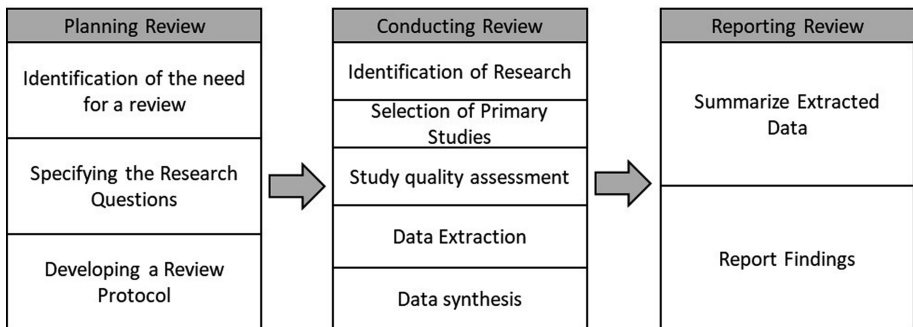 Planning Review
Identification of the need
for a review
Specifying the Research
Questions
Developing a Review
Protocol
Conducting Review
Identification of Research
Selection of Primary
Studies
Study quality assessment
Data Extraction
Data synthesis
Reporting Review
Summarize Extracted
Data
Report Findings